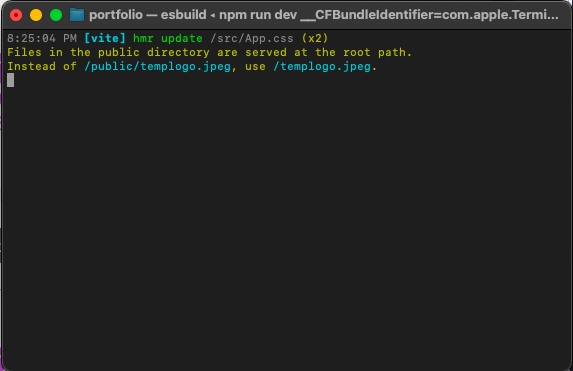 portfolio — esbuild ◂ npm run dev __CFBundleIdentifier=com.apple.Termi...
8:25:04 PM [vite] hmr update /src/App.css (x2)
Files in the public directory are served at the root path.
Instead of /public/templogo.jpeg, use /templogo.jpeg.